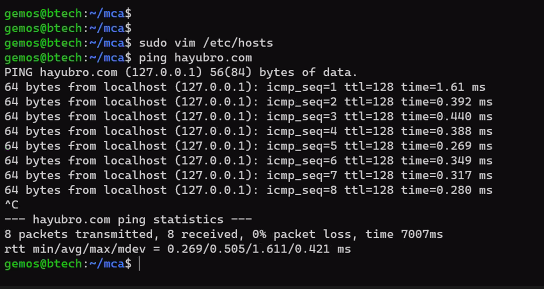 gemos@btech:~/mca$
gemos@btech:~/mca$
gemos@btech:~/mca$ sudo vim /etc/hosts
gemos@btech:~/mca$ ping hayubro.com
PING hayubro.com (127.0.0.1) 56(84) bytes of data.
64 bytes from localhost (127.0.0.1): icmp_seq=1 ttl=128 time=1.61 ms
64 bytes from localhost (127.0.0.1): icmp_seq=2 ttl=128 time=0.392 ms
64 bytes from localhost (127.0.0.1): icmp_seq=3 ttl=128 time=0.440 ms
64 bytes from localhost (127.0.0.1): icmp_seq=4 ttl=128 time=0.388 ms
64 bytes from localhost (127.0.0.1): icmp_seq=5 ttl=128 time=0.269 ms
64 bytes from localhost (127.0.0.1): icmp_seq=6 ttl=128 time=0.349 ms
64 bytes from localhost (127.0.0.1): icmp_seq=7 ttl=128 time=0.317 ms
64 bytes from localhost (127.0.0.1): icmp_seq=8 ttl=128 time=0.280 ms
^C
--- hayubro.com ping statistics ---
8 packets transmitted, 8 received, 0% packet loss, time 7007ms
rtt min/avg/max/mdev = 0.269/0.505/1.611/0.421 ms
gemos@btech:~/mca$